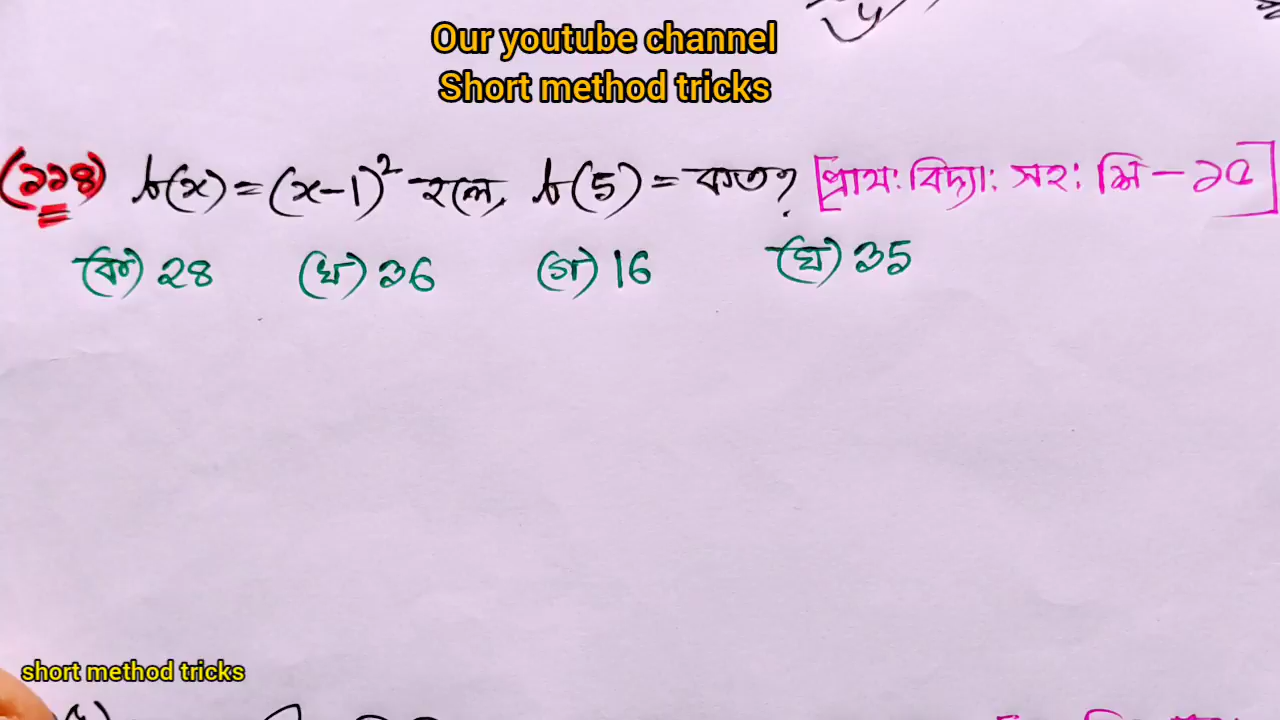 Our youtube channel
Short method tricks
(১১৪) f(x) = (x-1)² হলে, f(5) = কত? [প্রাথ: বিদ্যা: সহ: শি - ১৫]
(ক) 28 (খ) 36 (গ) 16 (ঘ) 35
short method tricks